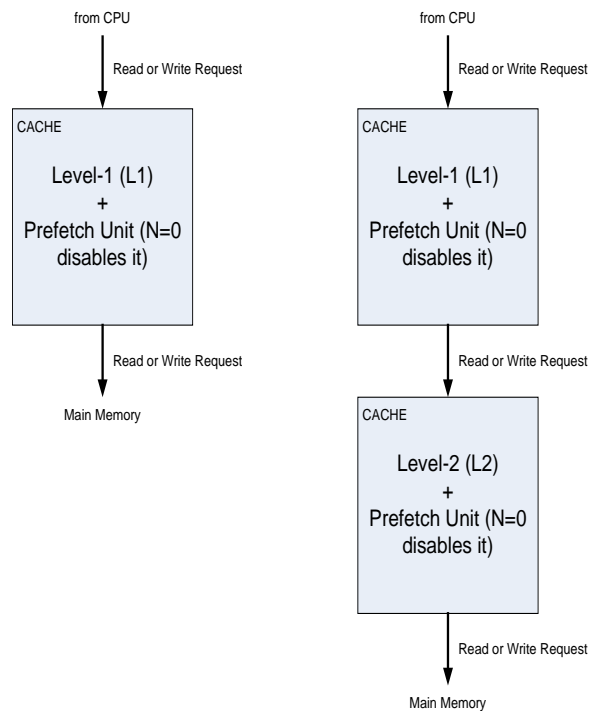 from CPU
Read or Write Request
CACHE
Level-1 (L1)
+
Prefetch Unit (N=0
disables it)
Read or Write Request
Main Memory
from CPU
Read or Write Request
CACHE
Level-1 (L1)
+
Prefetch Unit (N=0
disables it)
Read or Write Request
CACHE
Level-2 (L2)
+
Prefetch Unit (N=0
disables it)
Read or Write Request
Main Memory